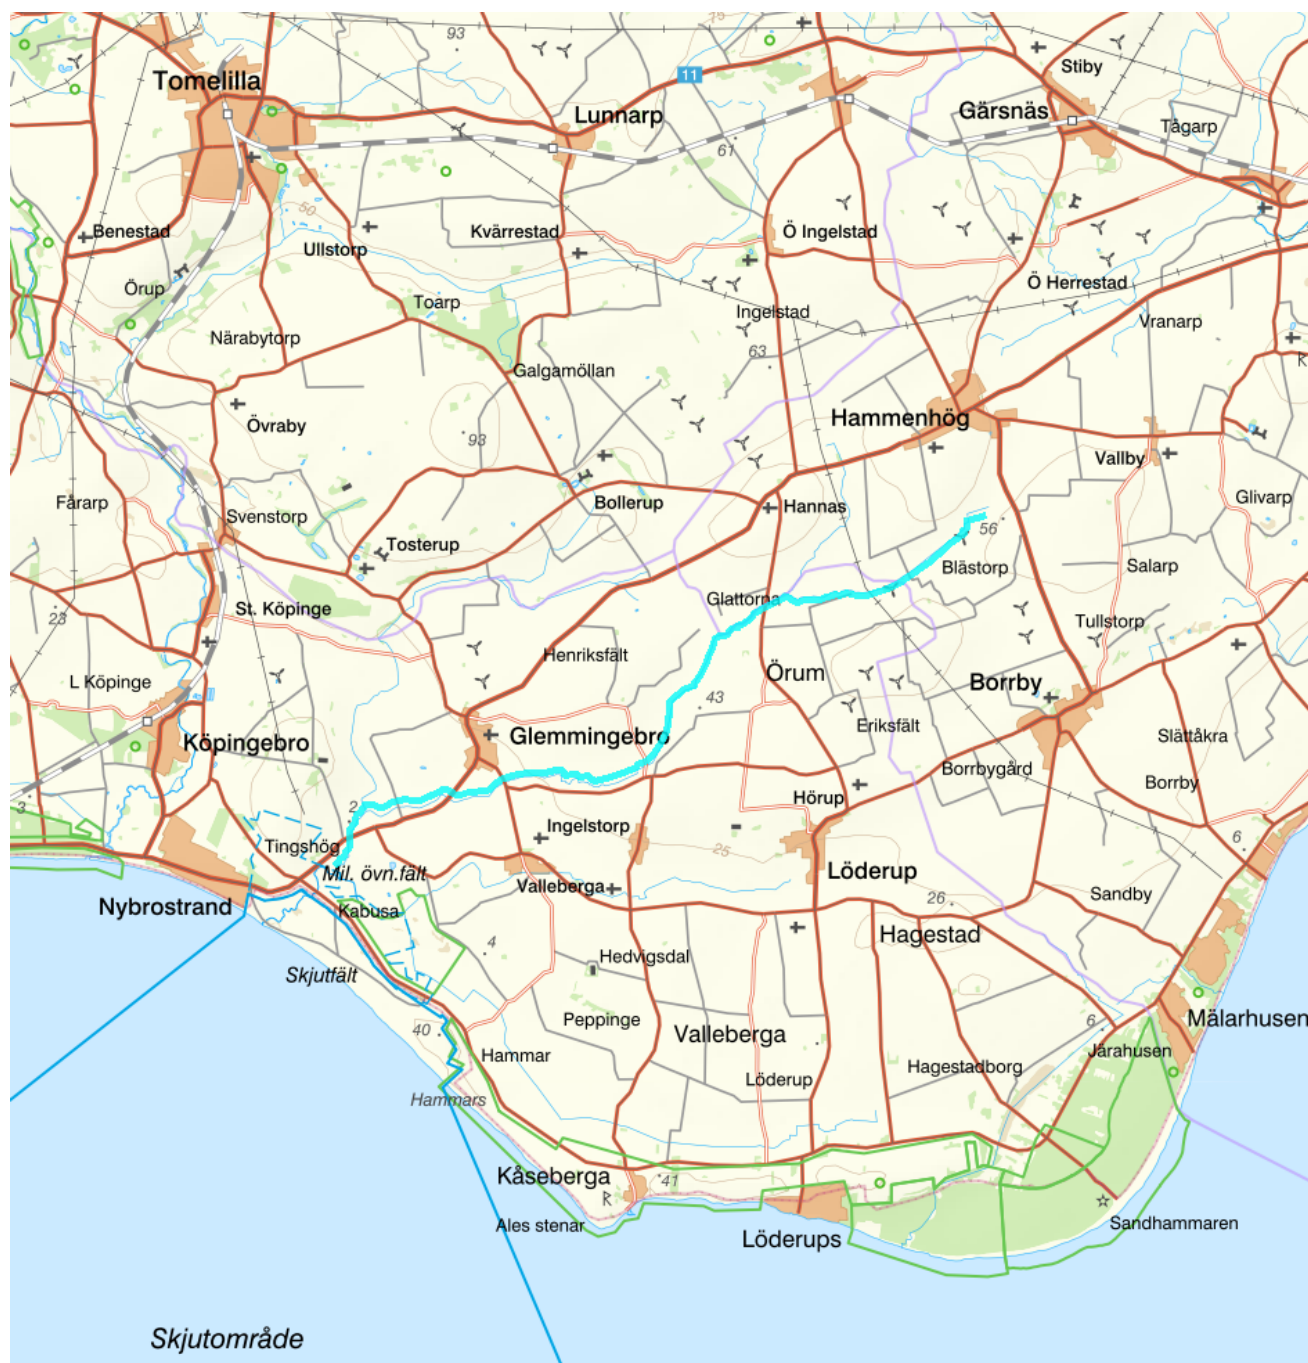 93
75
11
Tomelilla
Stiby
Lunnarp
Gärsnäs
Tågarp
61
50
Benestad
Ullstorp
Kvärrestad
Ö Ingelstad
Örup
Toarp
Ö Herrestad
Ingelstad
Närabytorp
Vranarp
63
Galgamöllan
Övraby
93
Hammenhög
Vallby
Fårarp
Svenstorp
Bollerup
Hannas
Glivarp
56
Tosterup
Blästorp
Salarp
23
St. Köpinge
Glattorna
Tullstorp
Henriksfält
L Köpinge
Örum
Borrby
43
Köpingebro
Glemmingebro
Eriksfält
Slättåkra
Borrbygård
Borrby
3
2
Hörup
Tingshög
Ingelstorp
25
6
Mil. övn.fält
Valleberga
Löderup
Nybrostrand
Kabusa
26
Sandby
4
Hagestad
Skjutfält
Hedvigsdal
Peppinge
40
Valleberga
6
Mälarhusen
Hammar
Hagestadborg
Järahusen
Löderup
Hammars
Kåseberga
41
Ales stenar
Löderups
Sandhammaren
Skjutområde